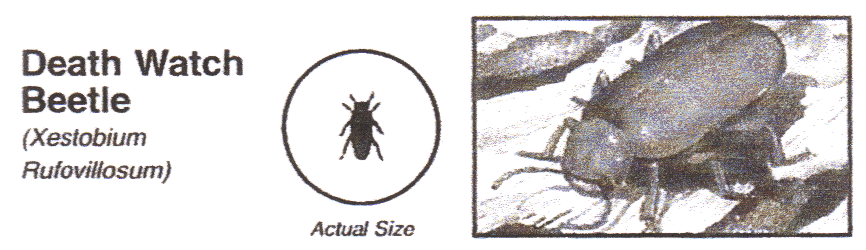 Death Watch
Beetle
(Xestobium
Rufovillosum)
Actual Size